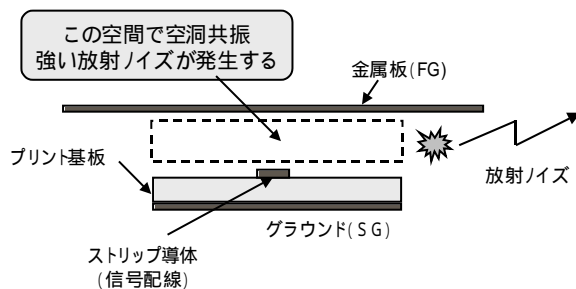 この空間で空洞共振
強い放射ノイズが発生する
金属板(FG)
プリント基板
放射ノイズ
グラウンド(SG)
ストリップ導体
(信号配線)